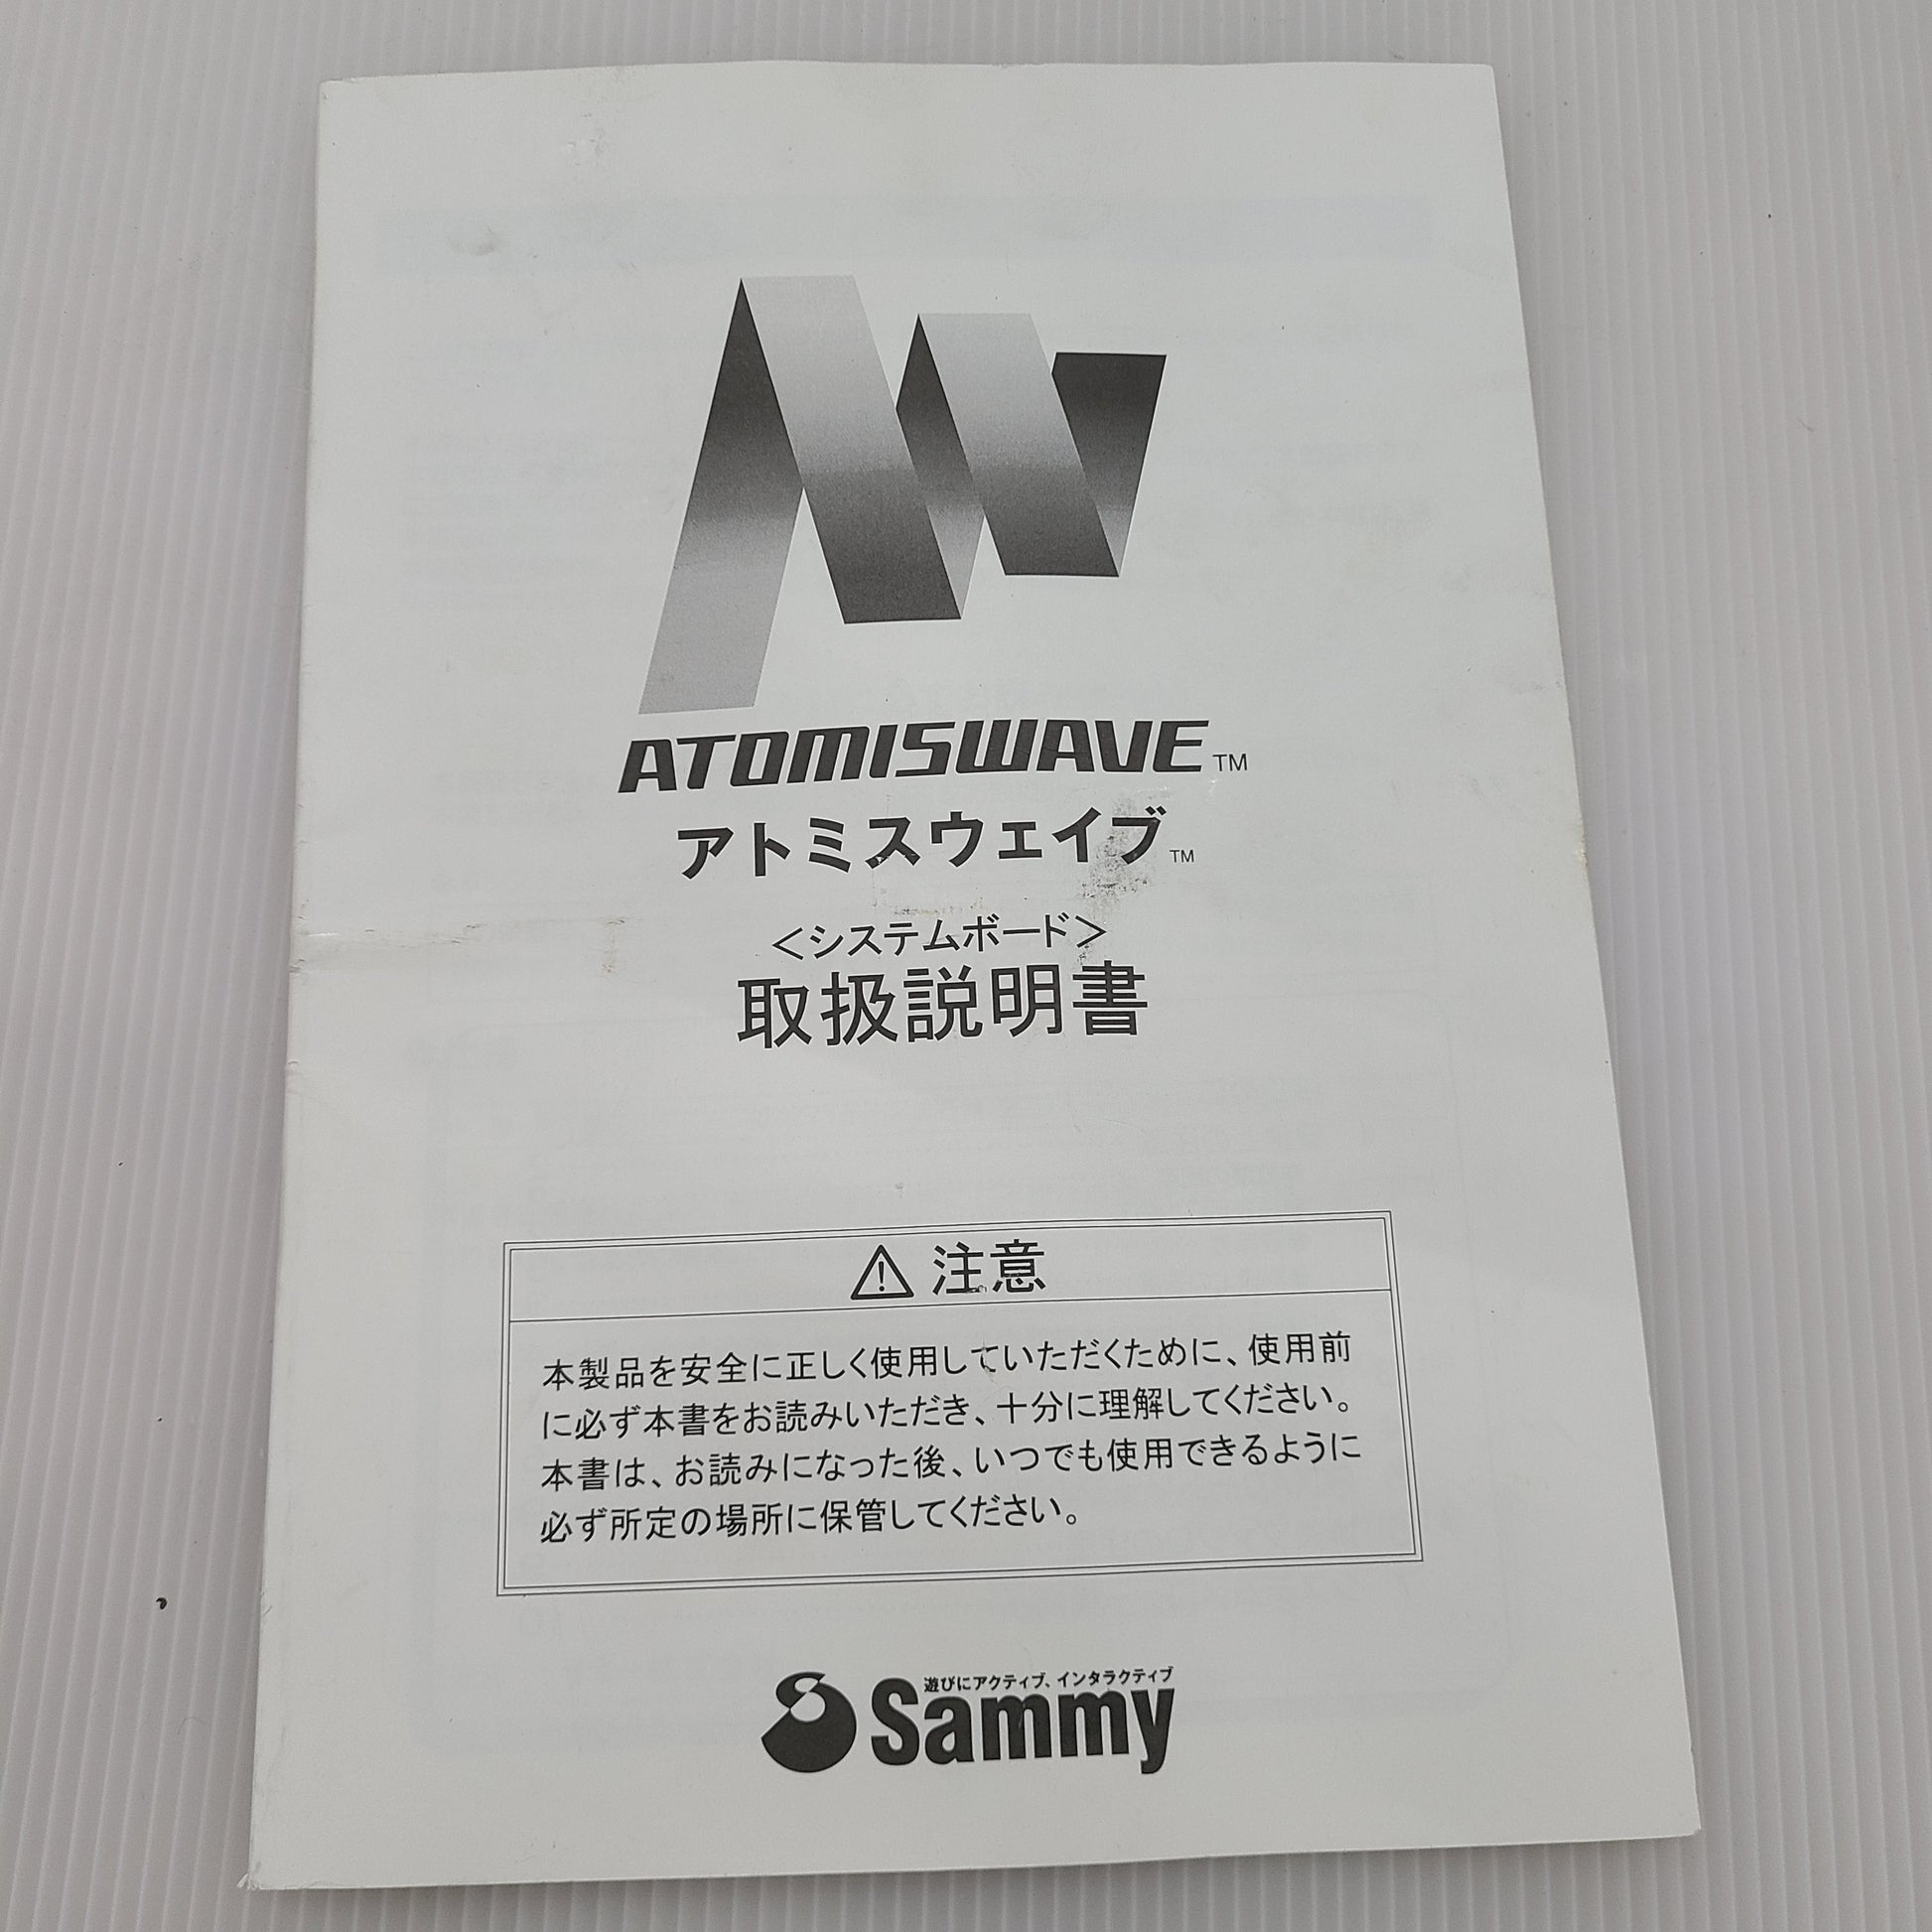 ATOMISWAVE TM
アトミスウェイブ TM
<システムボード>
取扱説明書
注意
本製品を安全に正しく使用していただくために、使用前
に必ず本書をお読みいただき、十分に理解してください。
本書は、お読みになった後、いつでも使用できるように
必ず所定の場所に保管してください。
遊びにアクティブ、インタラクティブ
Sammy